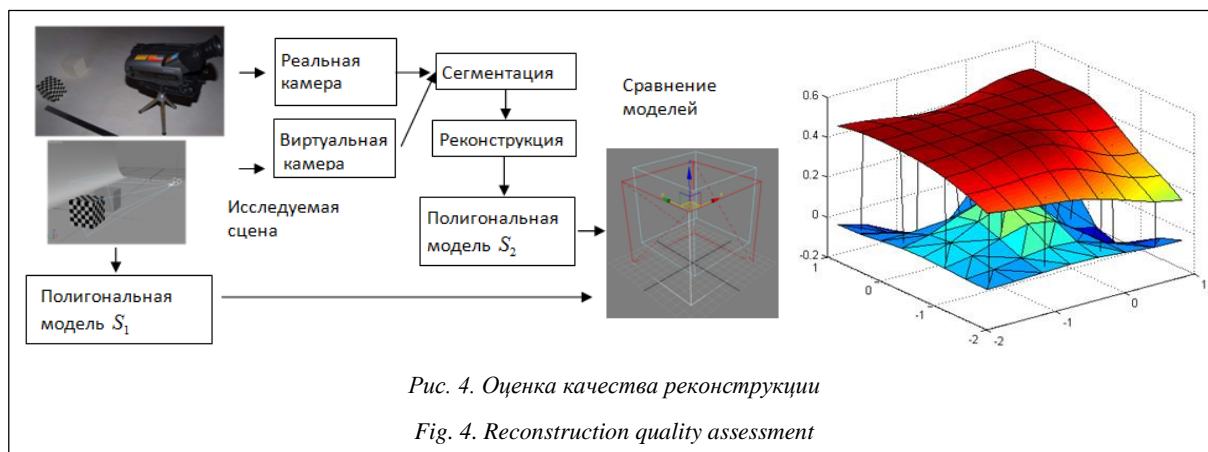 Реальная
камера
Сегментация
Сравнение
моделей
Виртуальная
камера
Реконструкция
Исследуемая
сцена
Полигональная
модель S₂
Полигональная
модель S₁
0.6
0.4
0.2
0
-0.2
1
0
-1
-2
-2
-1
0
1
Рис. 4. Оценка качества реконструкции
Fig. 4. Reconstruction quality assessment